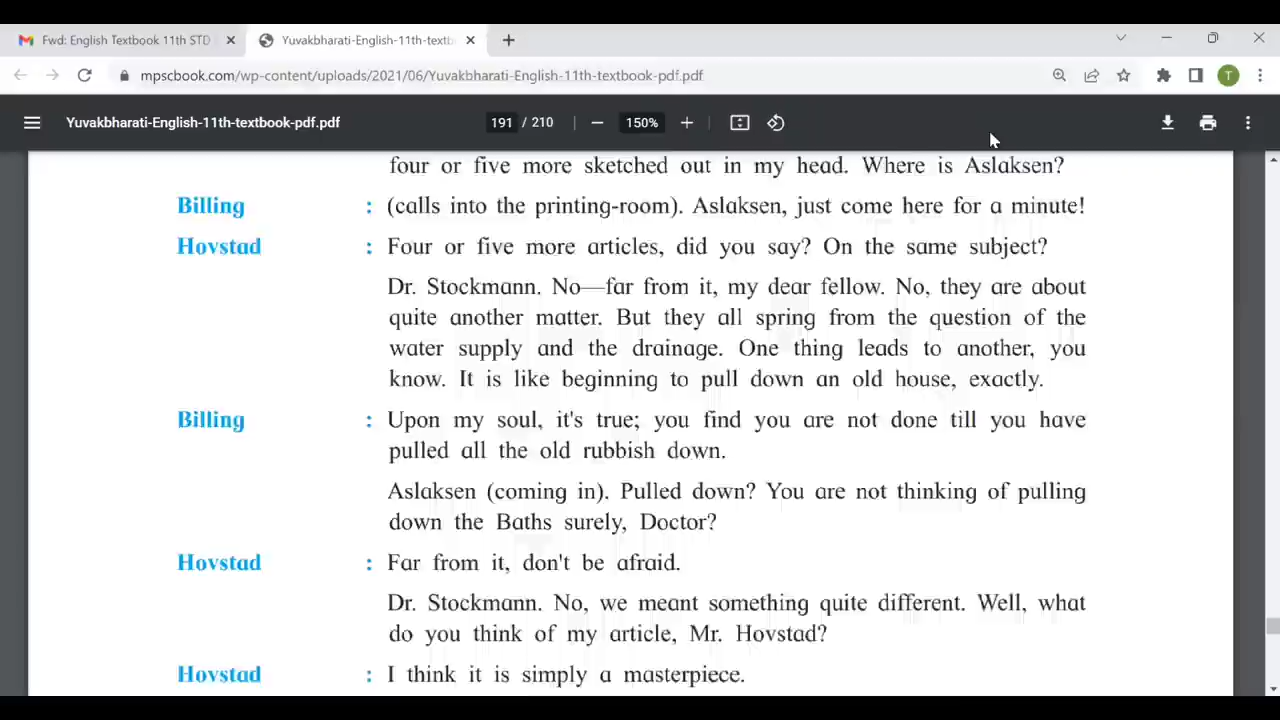 Fwd: English Textbook 11th STD
Yuvakbharati-English-11th-textb
mpscbook.com/wp-content/uploads/2021/06/Yuvakbharati-English-11th-textbook-pdf.pdf
T
Yuvakbharati-English-11th-textbook-pdf.pdf
191 / 210
150%
four or five more sketched out in my head. Where is Aslaksen?
Billing : (calls into the printing-room). Aslaksen, just come here for a minute!
Hovstad : Four or five more articles, did you say? On the same subject?
Dr. Stockmann. No—far from it, my dear fellow. No, they are about
quite another matter. But they all spring from the question of the
water supply and the drainage. One thing leads to another, you
know. It is like beginning to pull down an old house, exactly.
Billing : Upon my soul, it's true; you find you are not done till you have
pulled all the old rubbish down.
Aslaksen (coming in). Pulled down? You are not thinking of pulling
down the Baths surely, Doctor?
Hovstad : Far from it, don't be afraid.
Dr. Stockmann. No, we meant something quite different. Well, what
do you think of my article, Mr. Hovstad?
Hovstad : I think it is simply a masterpiece.